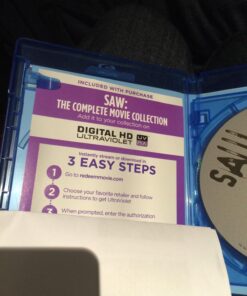 INCLUDED WITH PURCHASE
SAW:
THE COMPLETE MOVIE COLLECTION
Add it to your collection on
DIGITAL HD
ULTRAVIOLET
UV
Instantly stream or download in
3 EASY STEPS
1 Go to redeemmovie.com
2 Choose your favorite retailer and follow
instructions to get UltraViolet
3 When prompted, enter the authorization
SAW